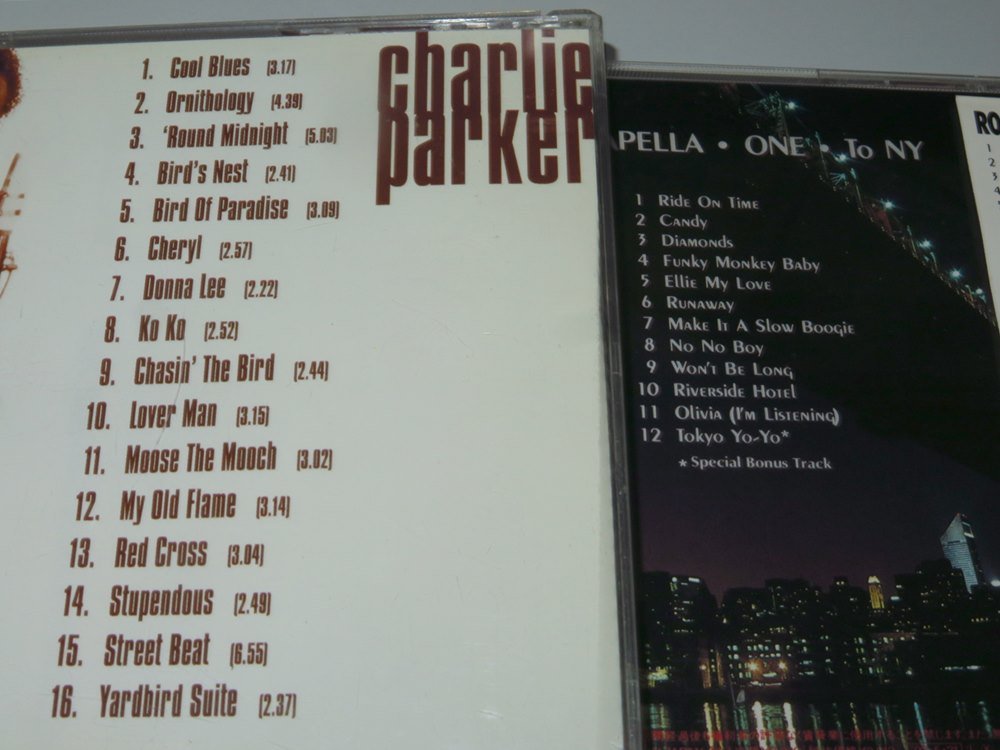 charlie
parker
1. Cool Blues (3.17)
2. Ornithology (4.39)
3. 'Round Midnight (5.03)
4. Bird's Nest (2.41)
5. Bird Of Paradise (3.09)
6. Cheryl (2.57)
7. Donna Lee (2.22)
8. Ko Ko (2.52)
9. Chasin' The Bird (2.44)
10. Lover Man (3.15)
11. Moose The Mooch (3.02)
12. My Old Flame (3.14)
13. Red Cross (3.04)
14. Stupendous (2.49)
15. Street Beat (6.55)
16. Yardbird Suite (2.37)
APELLA • ONE • To NY
1 Ride On Time
2 Candy
3 Diamonds
4 Funky Monkey Baby
5 Ellie My Love
6 Runaway
7 Make It A Slow Boogie
8 No No Boy
9 Won't Be Long
10 Riverside Hotel
11 Olivia (I'm Listening)
12 Tokyo Yo-Yo*
* Special Bonus Track
RO
1
2
3
4